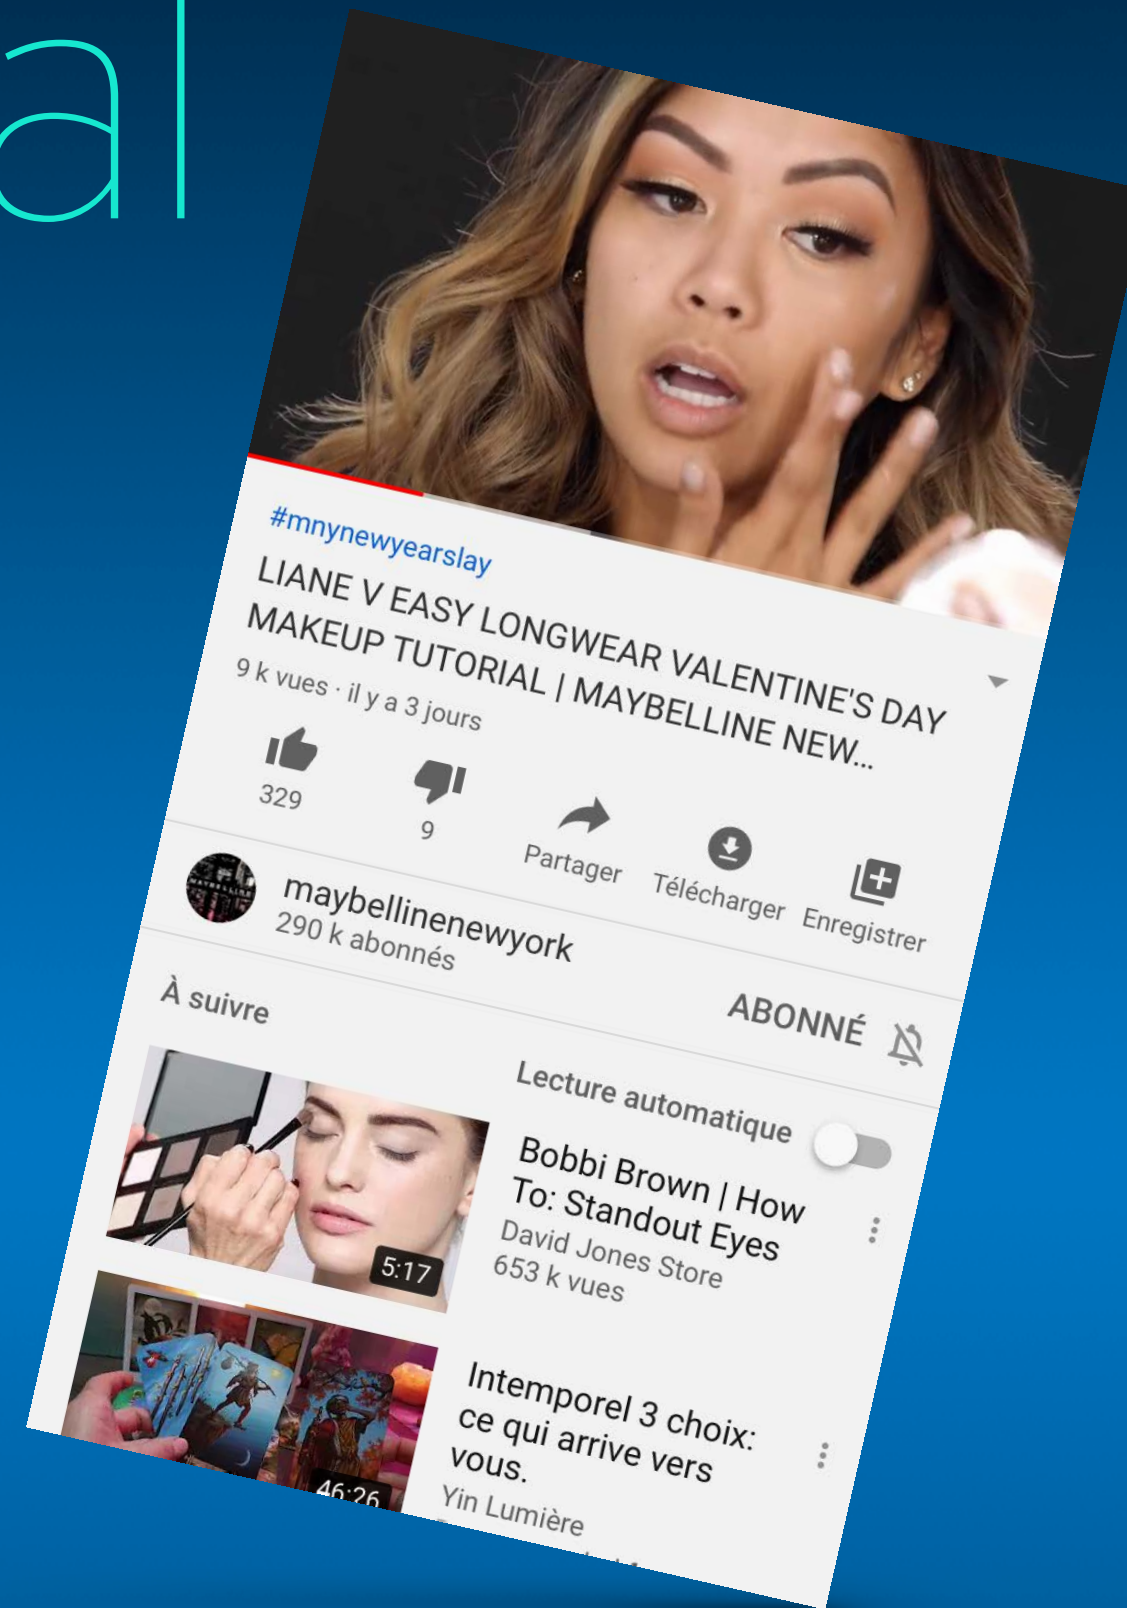 al
#mnynewyearslay
LIANE V EASY LONGWEAR VALENTINE'S DAY
MAKEUP TUTORIAL | MAYBELLINE NEW...
9 k vues · il y a 3 jours
329
9
Partager
Télécharger
Enregistrer
MAYBELLINE
maybellinenewyork
290 k abonnés
ABONNÉ
À suivre
Lecture automatique
Bobbi Brown | How
To: Standout Eyes
David Jones Store
653 k vues
5:17
Intemporel 3 choix:
ce qui arrive vers
vous.
Yin Lumière
46:26